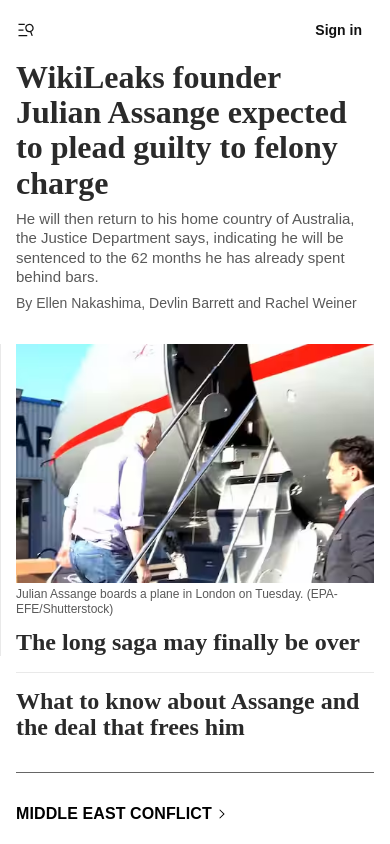 Sign in
WikiLeaks founder
Julian Assange expected
to plead guilty to felony
charge
He will then return to his home country of Australia,
the Justice Department says, indicating he will be
sentenced to the 62 months he has already spent
behind bars.
By Ellen Nakashima, Devlin Barrett and Rachel Weiner
AR
Julian Assange boards a plane in London on Tuesday. (EPA-
EFE/Shutterstock)
The long saga may finally be over
What to know about Assange and
the deal that frees him
MIDDLE EAST CONFLICT